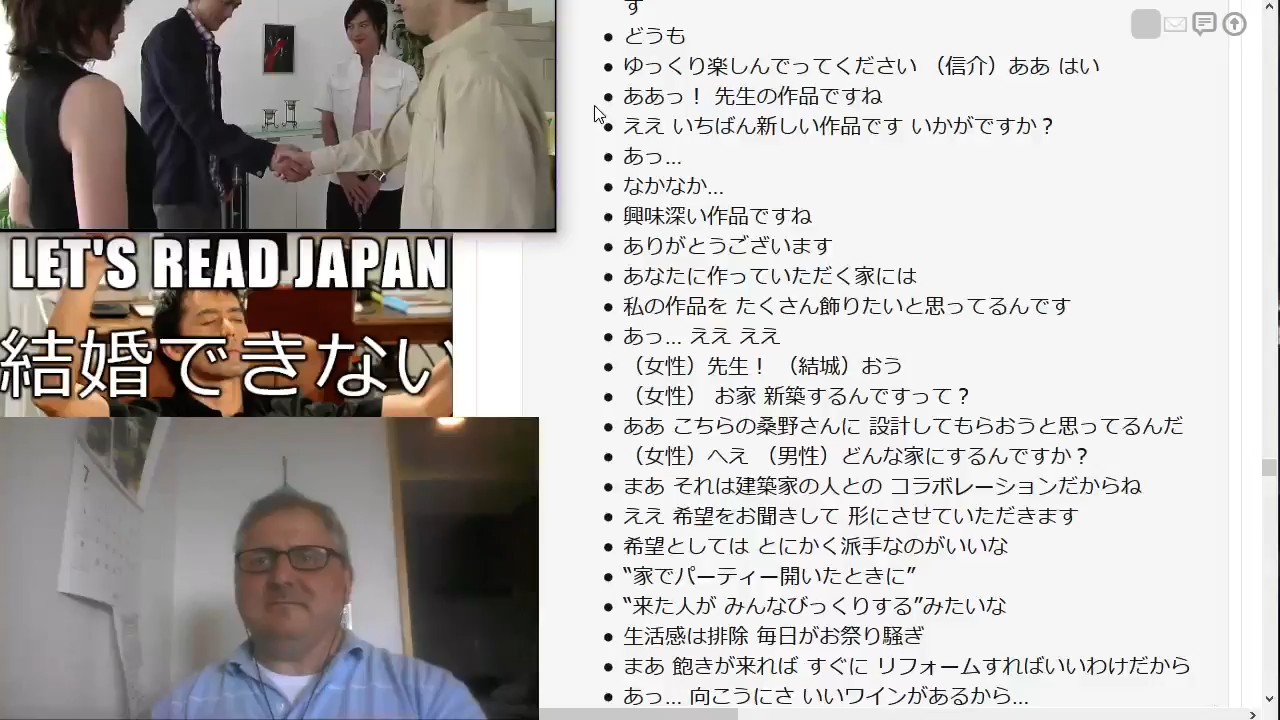 す
どうも
ゆっくり楽しんでってください （信介）ああ はい
ああっ！ 先生の作品ですね
ええ いちばん新しい作品です いかがですか？
あっ…
なかなか…
興味深い作品ですね
ありがとうございます
あなたに作っていただく家には
私の作品を たくさん飾りたいと思ってるんです
あっ… ええ ええ
（女性）先生！ （結城）おう
（女性） お家 新築するんですって？
ああ こちらの桑野さんに 設計してもらおうと思ってるんだ
（女性）へえ （男性）どんな家にするんですか？
まあ それは建築家の人との コラボレーションだからね
ええ 希望をお聞きして 形にさせていただきます
希望としては とにかく派手なのがいいな
“家でパーティー開いたときに”
“来た人が みんなびっくりする”みたいな
生活感は排除 毎日がお祭り騒ぎ
まあ 飽きが来れば すぐに リフォームすればいいわけだから
あっ… 向こうにさ いいワインがあるから…
LET'S READ JAPAN
結婚できない
7